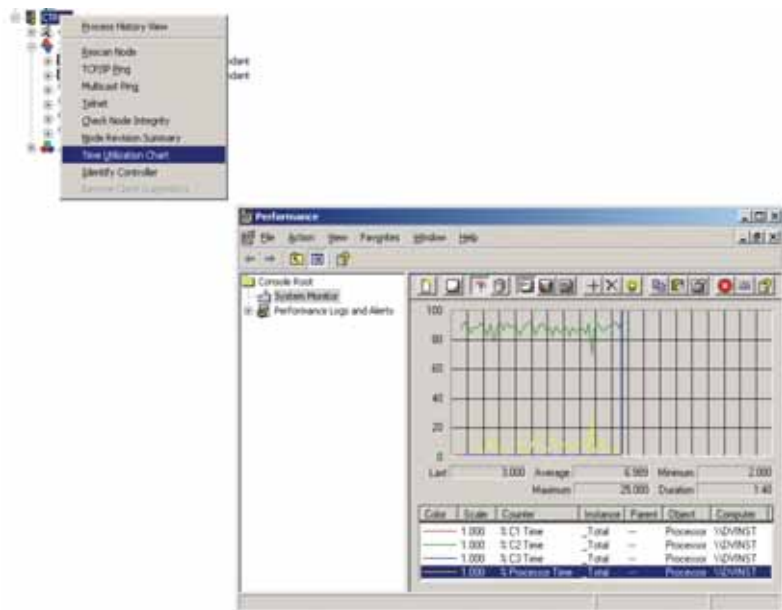 Process History View
Rescan Node
TCP/IP Ping
Multicast Ping
Telnet
Check Node Integrity
Node Revision Summary
Time Utilization Chart
Identify Controller
Remove Client Diagnostics
Performance
File Action View Favorites Window Help
Console Root
System Monitor
Performance Logs and Alerts
100
80
60
40
20
0
Last 3.000 Average 6.989 Minimum 2.000
Maximum 25.000 Duration 1:40
Color Scale Counter Instance Parent Object Computer
1.000 % C1 Time _Total --- Processor \\DVINST
1.000 % C2 Time _Total --- Processor \\DVINST
1.000 % C3 Time _Total --- Processor \\DVINST
1.000 % Processor Time _Total --- Processor \\DVINST